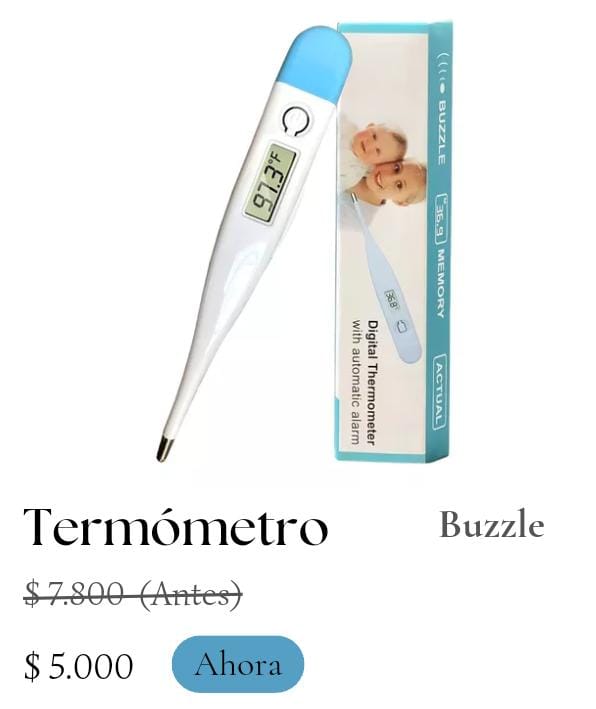 97.3°F
BUZZLE
36.9 MEMORY
ACTUAL
Digital Thermometer
with automatic alarm
Termómetro
Buzzle
$ 7.800 (Antes)
$ 5.000
Ahora